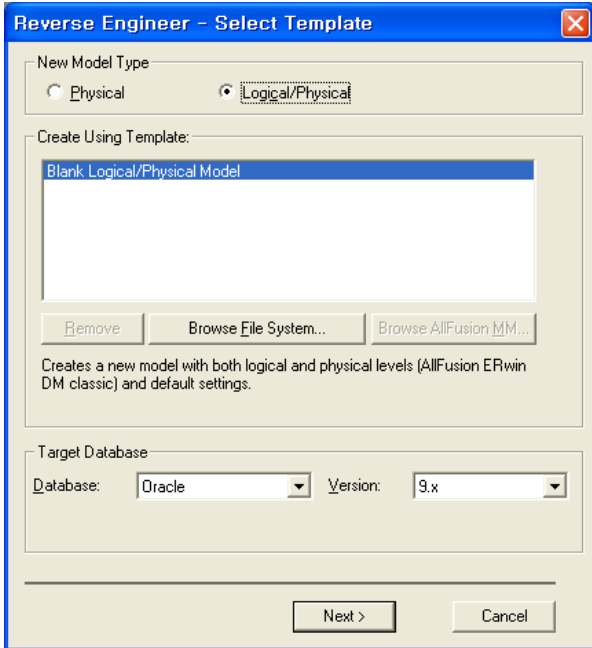 Reverse Engineer - Select Template
New Model Type
Physical
Logical/Physical
Create Using Template:
Blank Logical/Physical Model
Remove
Browse File System...
Browse AllFusion MM...
Creates a new model with both logical and physical levels (AllFusion ERwin
DM classic) and default settings.
Target Database
Database:
Oracle
Version:
9.x
Next >
Cancel